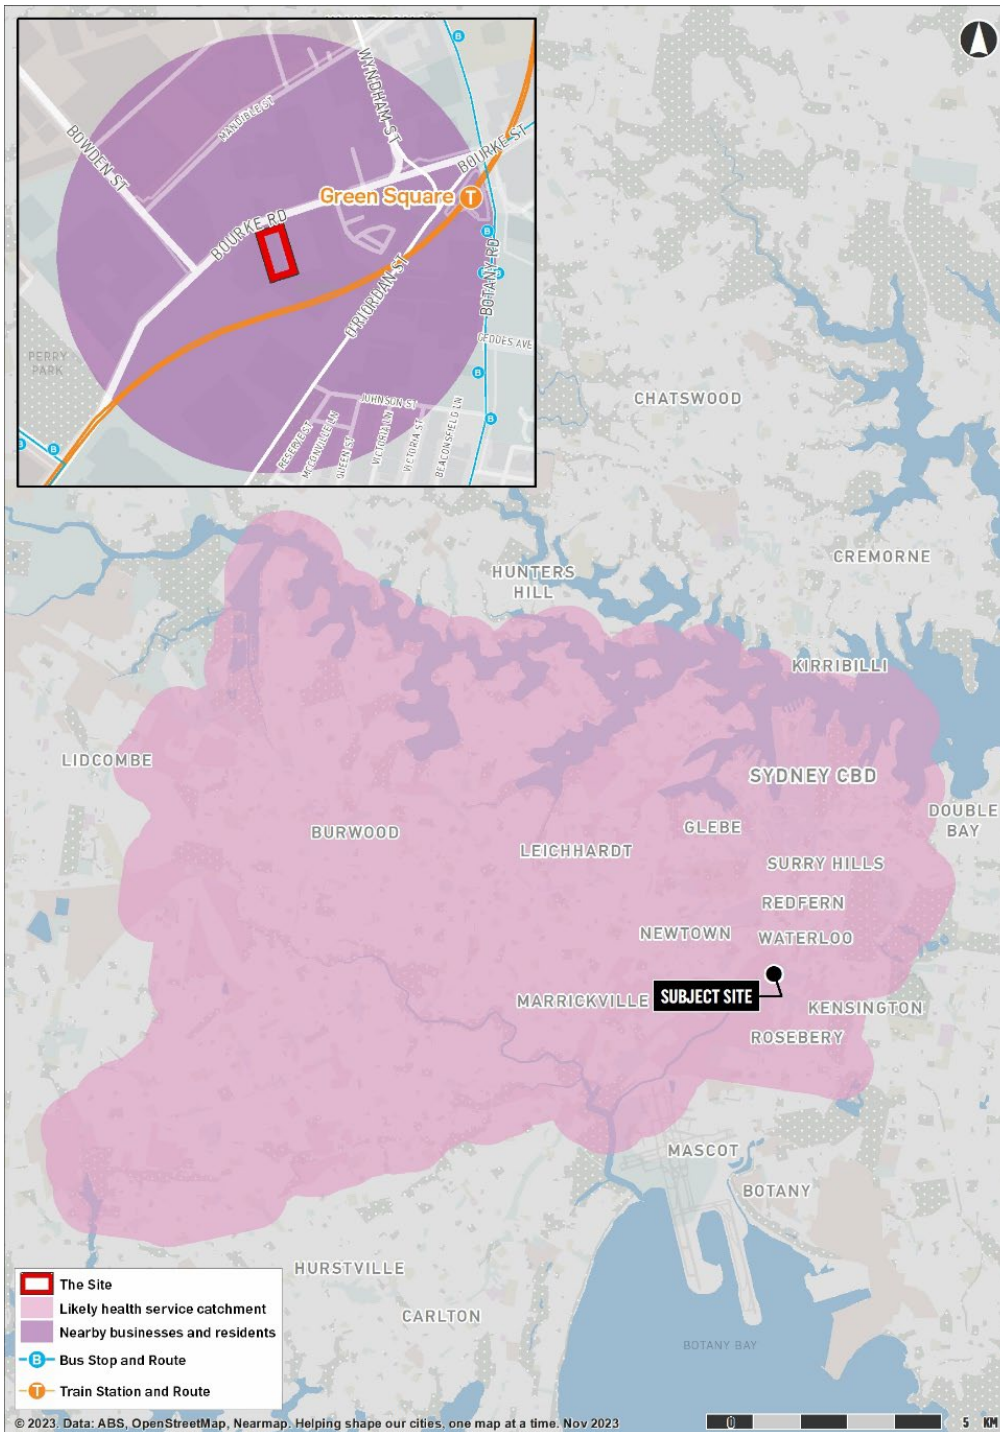 WYNDHAM ST
MANDIBLE ST
BOWDEN ST
BOURKE ST
Green Square T
BOURKE RD
O'RIORDAN ST
BOTANY RD
GEDDES AVE
PERRY PARK
JOHNSON ST
RESERVE ST
MCCONVILLE LN
QUEEN ST
VICTORIA LN
VICTORIA ST
BEACONSFIELD LN
B
B
B
B
B
B
CHATSWOOD
CREMORNE
HUNTERS
HILL
KIRRIBILLI
LIDCOMBE
SYDNEY CBD
DOUBLE
BAY
BURWOOD
GLEBE
LEICHHARDT
SURRY HILLS
REDFERN
NEWTOWN
WATERLOO
MARRICKVILLE
SUBJECT SITE
KENSINGTON
ROSEBERY
MASCOT
BOTANY
HURSTVILLE
CARLTON
BOTANY BAY
The Site
Likely health service catchment
Nearby businesses and residents
B Bus Stop and Route
T Train Station and Route
© 2023. Data: ABS, OpenStreetMap, Nearmap. Helping shape our cities, one map at a time. Nov 2023
0 5 KM